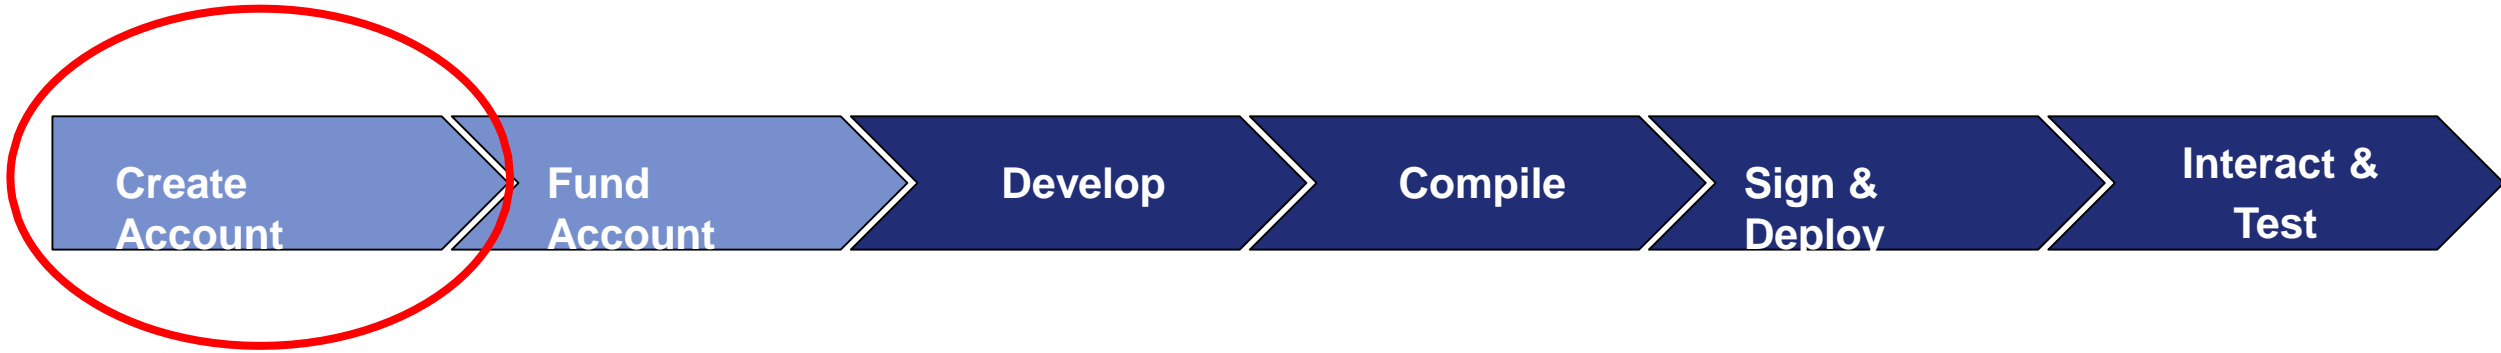 Create
Account
Fund
Account
Develop
Compile
Sign &
Deploy
Interact &
Test